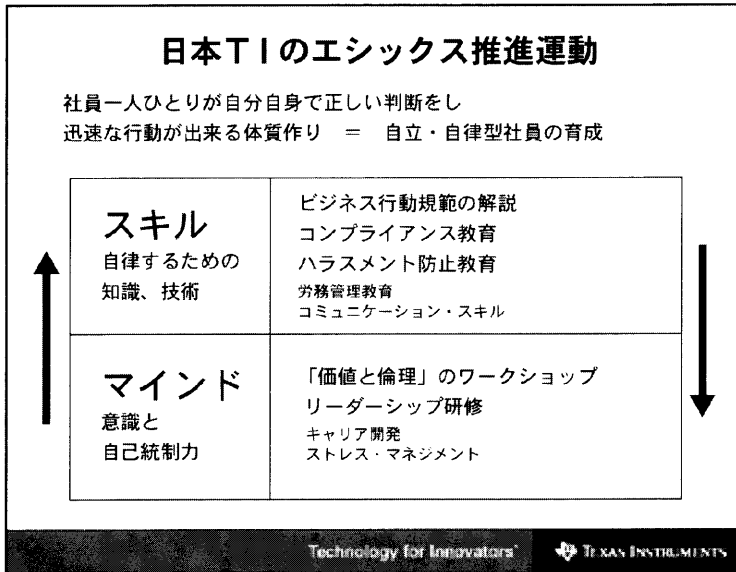 日本TIのエシックス推進運動
社員一人ひとりが自分自身で正しい判断をし
迅速な行動が出来る体質作り ＝ 自立・自律型社員の育成
スキル
自律するための
知識、技術
ビジネス行動規範の解説
コンプライアンス教育
ハラスメント防止教育
労務管理教育
コミュニケーション・スキル
マインド
意識と
自己統制力
「価値と倫理」のワークショップ
リーダーシップ研修
キャリア開発
ストレス・マネジメント
Technology for Innovators
TEXAS INSTRUMENTS